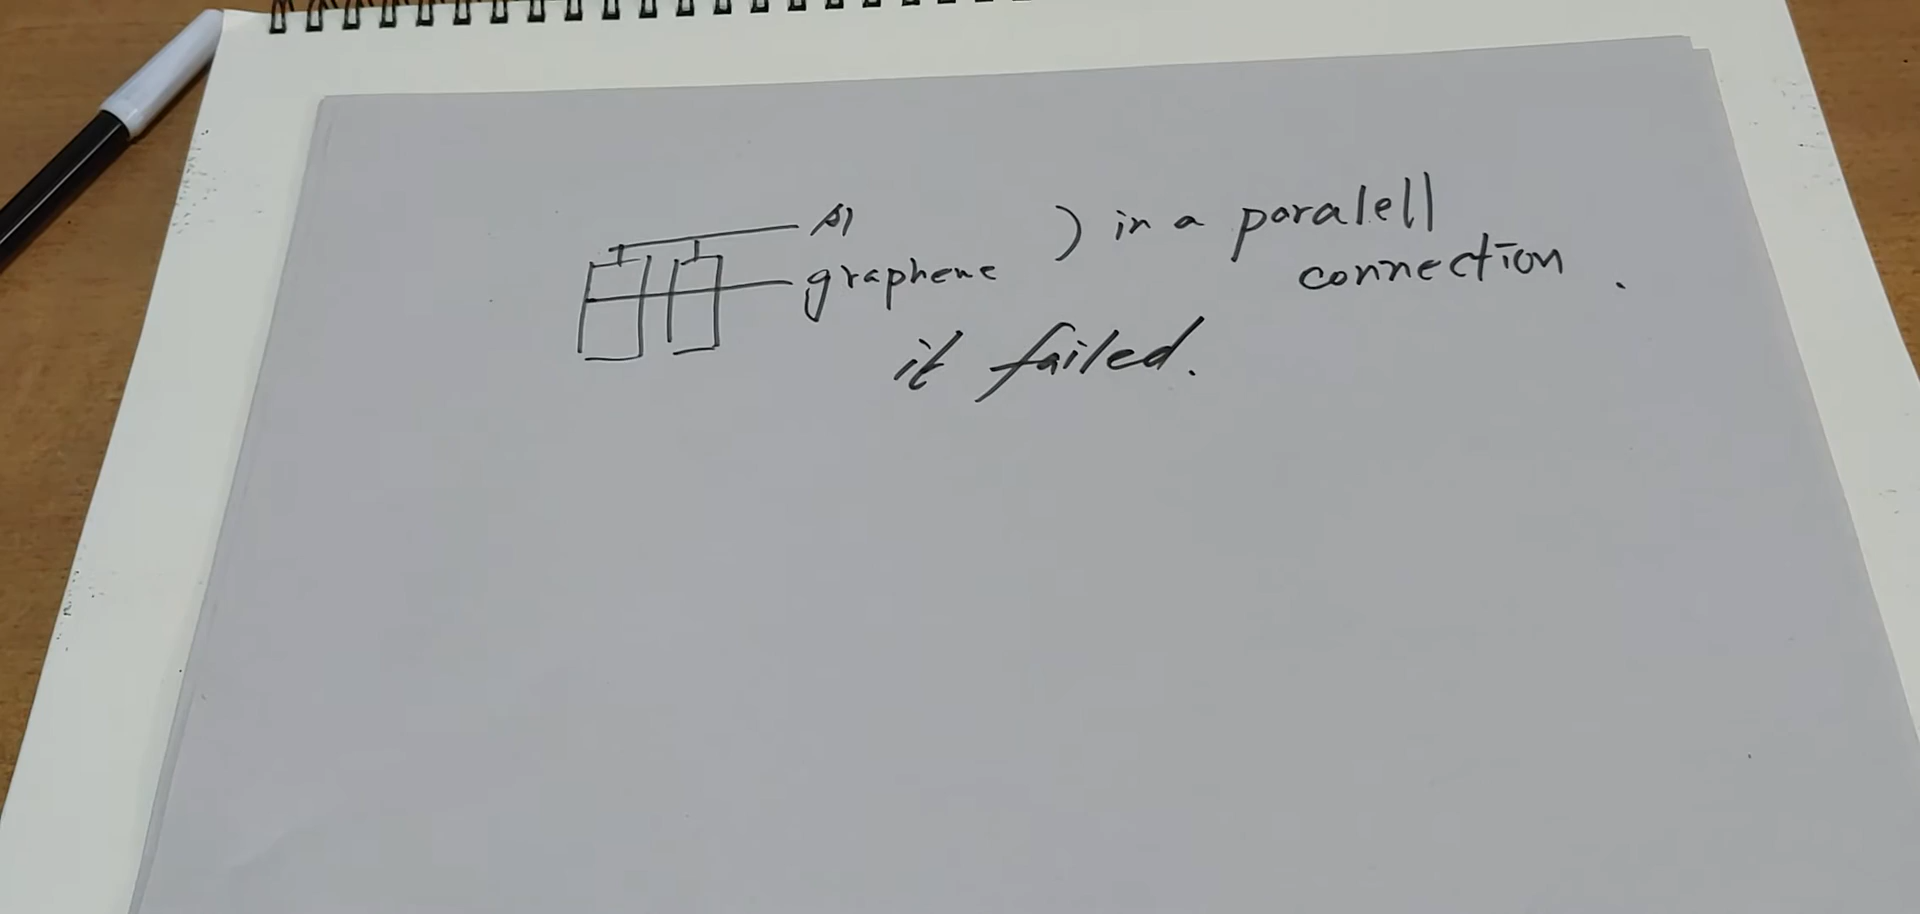 Al
graphene
) in a paralell
connection .
it failed.